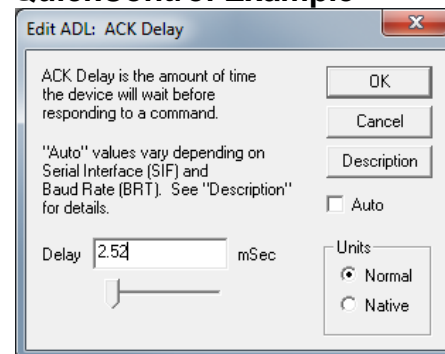 QuickControl Example
Edit ADL: ACK Delay
ACK Delay is the amount of time
the device will wait before
responding to a command.
"Auto" values vary depending on
Serial Interface (SIF) and
Baud Rate (BRT). See "Description"
for details.
Delay 2.52 mSec
OK
Cancel
Description
Auto
Units
Normal
Native